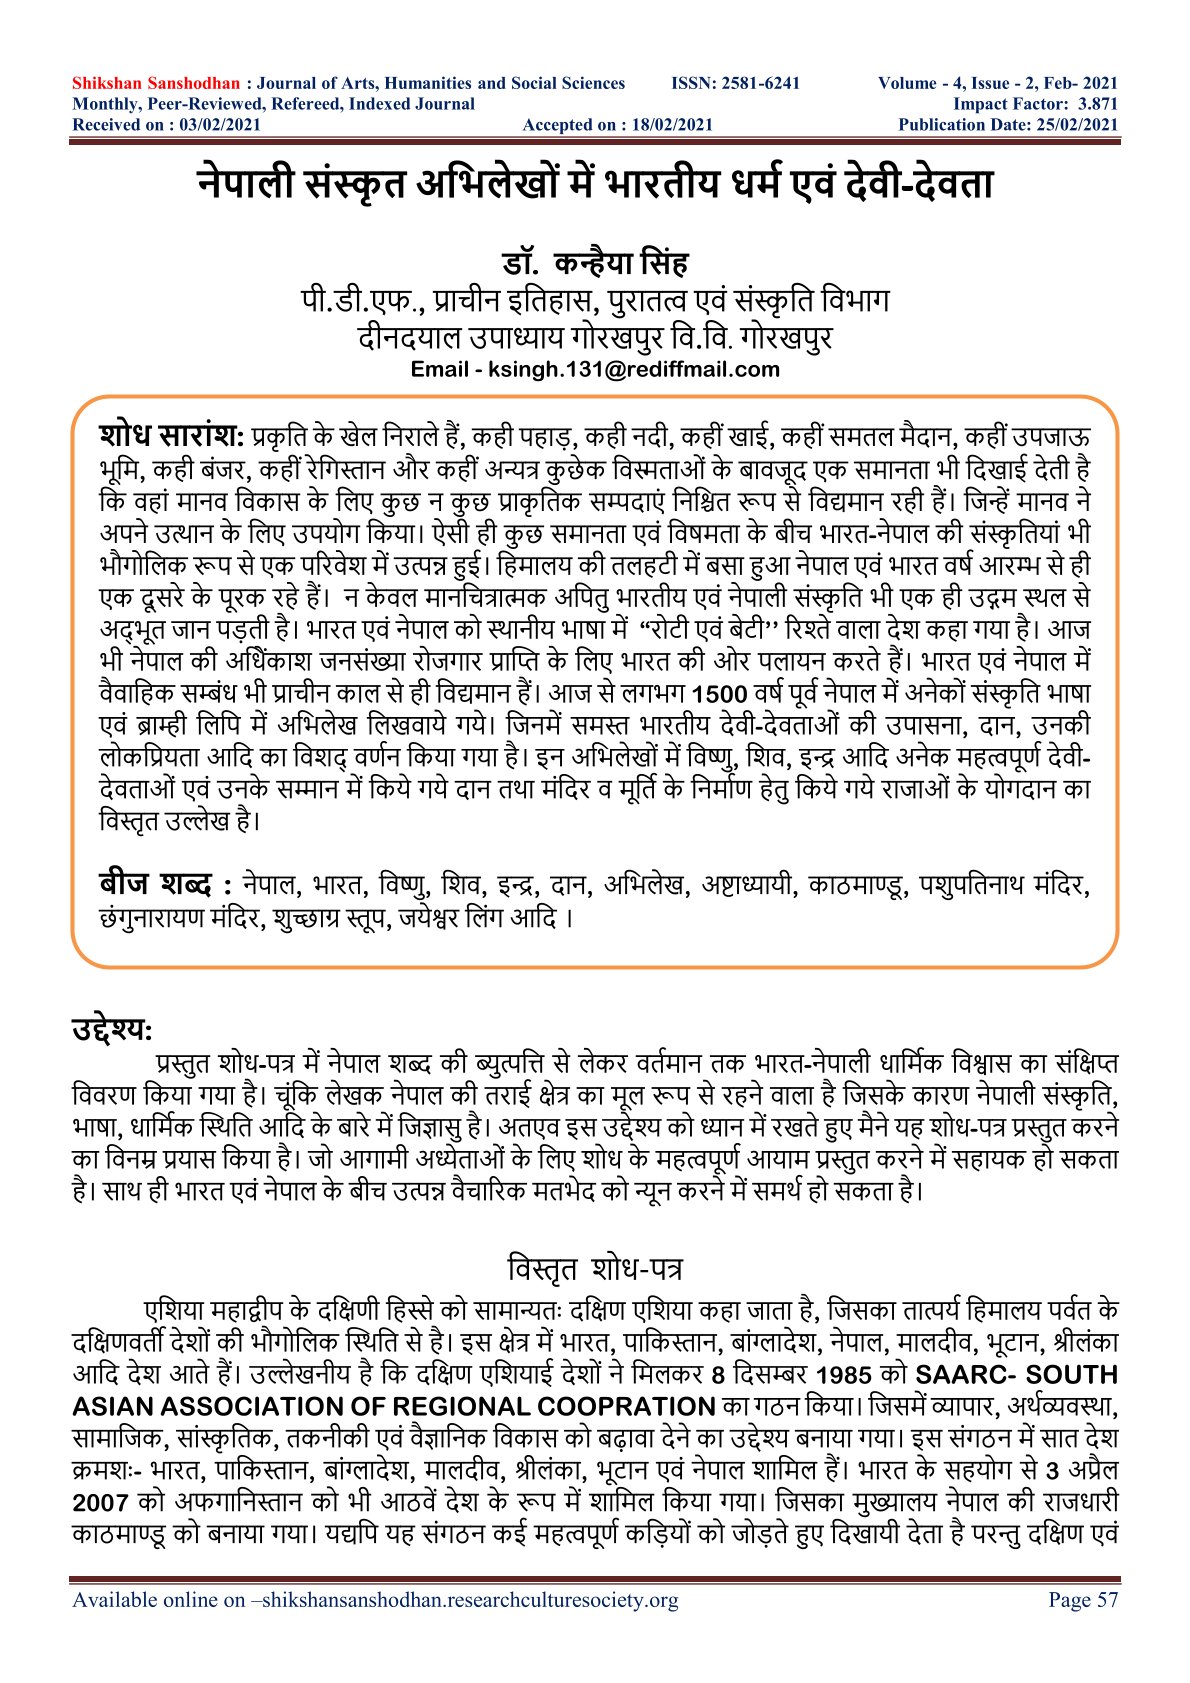 Shikshan Sanshodhan : Journal of Arts, Humanities and Social Sciences ISSN: 2581-6241 Volume - 4, Issue - 2, Feb- 2021
Monthly, Peer-Reviewed, Refereed, Indexed Journal Impact Factor: 3.871
Received on : 03/02/2021 Accepted on : 18/02/2021 Publication Date: 25/02/2021
नेपाली संस्कृत अभिलेखों में भारतीय धर्म एवं देवी-देवता
डॉ. कन्हैया सिंह
पी.डी.एफ., प्राचीन इतिहास, पुरातत्व एवं संस्कृति विभाग
दीनदयाल उपाध्याय गोरखपुर वि.वि. गोरखपुर
Email - ksingh.131@rediffmail.com
शोध सारांश: प्रकृति के खेल निराले हैं, कही पहाड़, कही नदी, कहीं खाई, कहीं समतल मैदान, कहीं उपजाऊ
भूमि, कही बंजर, कहीं रेगिस्तान और कहीं अन्यत्र कुछेक विस्मताओं के बावजूद एक समानता भी दिखाई देती है
कि वहां मानव विकास के लिए कुछ न कुछ प्राकृतिक सम्पदाएं निश्चित रूप से विद्यमान रही हैं। जिन्हें मानव ने
अपने उत्थान के लिए उपयोग किया। ऐसी ही कुछ समानता एवं विषमता के बीच भारत-नेपाल की संस्कृतियां भी
भौगोलिक रूप से एक परिवेश में उत्पन्न हुई। हिमालय की तलहटी में बसा हुआ नेपाल एवं भारत वर्ष आरम्भ से ही
एक दूसरे के पूरक रहे हैं। न केवल मानचित्रात्मक अपितु भारतीय एवं नेपाली संस्कृति भी एक ही उद्गम स्थल से
अद्‌भूत जान पड़ती है। भारत एवं नेपाल को स्थानीय भाषा में “रोटी एवं बेटी’’ रिश्ते वाला देश कहा गया है। आज
भी नेपाल की अधिंकाश जनसंख्या रोजगार प्राप्ति के लिए भारत की ओर पलायन करते हैं। भारत एवं नेपाल में
वैवाहिक सम्बंध भी प्राचीन काल से ही विद्यमान हैं। आज से लगभग 1500 वर्ष पूर्व नेपाल में अनेकों संस्कृति भाषा
एवं ब्राम्ही लिपि में अभिलेख लिखवाये गये। जिनमें समस्त भारतीय देवी-देवताओं की उपासना, दान, उनकी
लोकप्रियता आदि का विशद् वर्णन किया गया है। इन अभिलेखों में विष्णु, शिव, इन्द्र आदि अनेक महत्वपूर्ण देवी-
देवताओं एवं उनके सम्मान में किये गये दान तथा मंदिर व मूर्ति के निर्माण हेतु किये गये राजाओं के योगदान का
विस्तृत उल्लेख है।
बीज शब्द : नेपाल, भारत, विष्णु, शिव, इन्द्र, दान, अभिलेख, अष्टाध्यायी, काठमाण्डू, पशुपतिनाथ मंदिर,
छंगुनारायण मंदिर, शुच्छाग्र स्तूप, जयेश्वर लिंग आदि ।
उद्देश्य:
प्रस्तुत शोध-पत्र में नेपाल शब्द की ब्युत्पत्ति से लेकर वर्तमान तक भारत-नेपाली धार्मिक विश्वास का संक्षिप्त
विवरण किया गया है। चूंकि लेखक नेपाल की तराई क्षेत्र का मूल रूप से रहने वाला है जिसके कारण नेपाली संस्कृति,
भाषा, धार्मिक स्थिति आदि के बारे में जिज्ञासु है। अतएव इस उद्देश्य को ध्यान में रखते हुए मैने यह शोध-पत्र प्रस्तुत करने
का विनम्र प्रयास किया है। जो आगामी अध्येताओं के लिए शोध के महत्वपूर्ण आयाम प्रस्तुत करने में सहायक हो सकता
है। साथ ही भारत एवं नेपाल के बीच उत्पन्न वैचारिक मतभेद को न्यून करने में समर्थ हो सकता है।
विस्तृत शोध-पत्र
एशिया महाद्वीप के दक्षिणी हिस्से को सामान्यतः दक्षिण एशिया कहा जाता है, जिसका तात्पर्य हिमालय पर्वत के
दक्षिणवर्ती देशों की भौगोलिक स्थिति से है। इस क्षेत्र में भारत, पाकिस्तान, बांग्लादेश, नेपाल, मालदीव, भूटान, श्रीलंका
आदि देश आते हैं। उल्लेखनीय है कि दक्षिण एशियाई देशों ने मिलकर 8 दिसम्बर 1985 को SAARC- SOUTH
ASIAN ASSOCIATION OF REGIONAL COOPRATION का गठन किया। जिसमें व्यापार, अर्थव्यवस्था,
सामाजिक, सांस्कृतिक, तकनीकी एवं वैज्ञानिक विकास को बढ़ावा देने का उद्देश्य बनाया गया। इस संगठन में सात देश
क्रमशः- भारत, पाकिस्तान, बांग्लादेश, मालदीव, श्रीलंका, भूटान एवं नेपाल शामिल हैं। भारत के सहयोग से 3 अप्रैल
2007 को अफगानिस्तान को भी आठवें देश के रूप में शामिल किया गया। जिसका मुख्यालय नेपाल की राजधारी
काठमाण्डू को बनाया गया। यद्यपि यह संगठन कई महत्वपूर्ण कड़ियों को जोड़ते हुए दिखायी देता है परन्तु दक्षिण एवं
Available online on –shikshansanshodhan.researchculturesociety.org Page 57